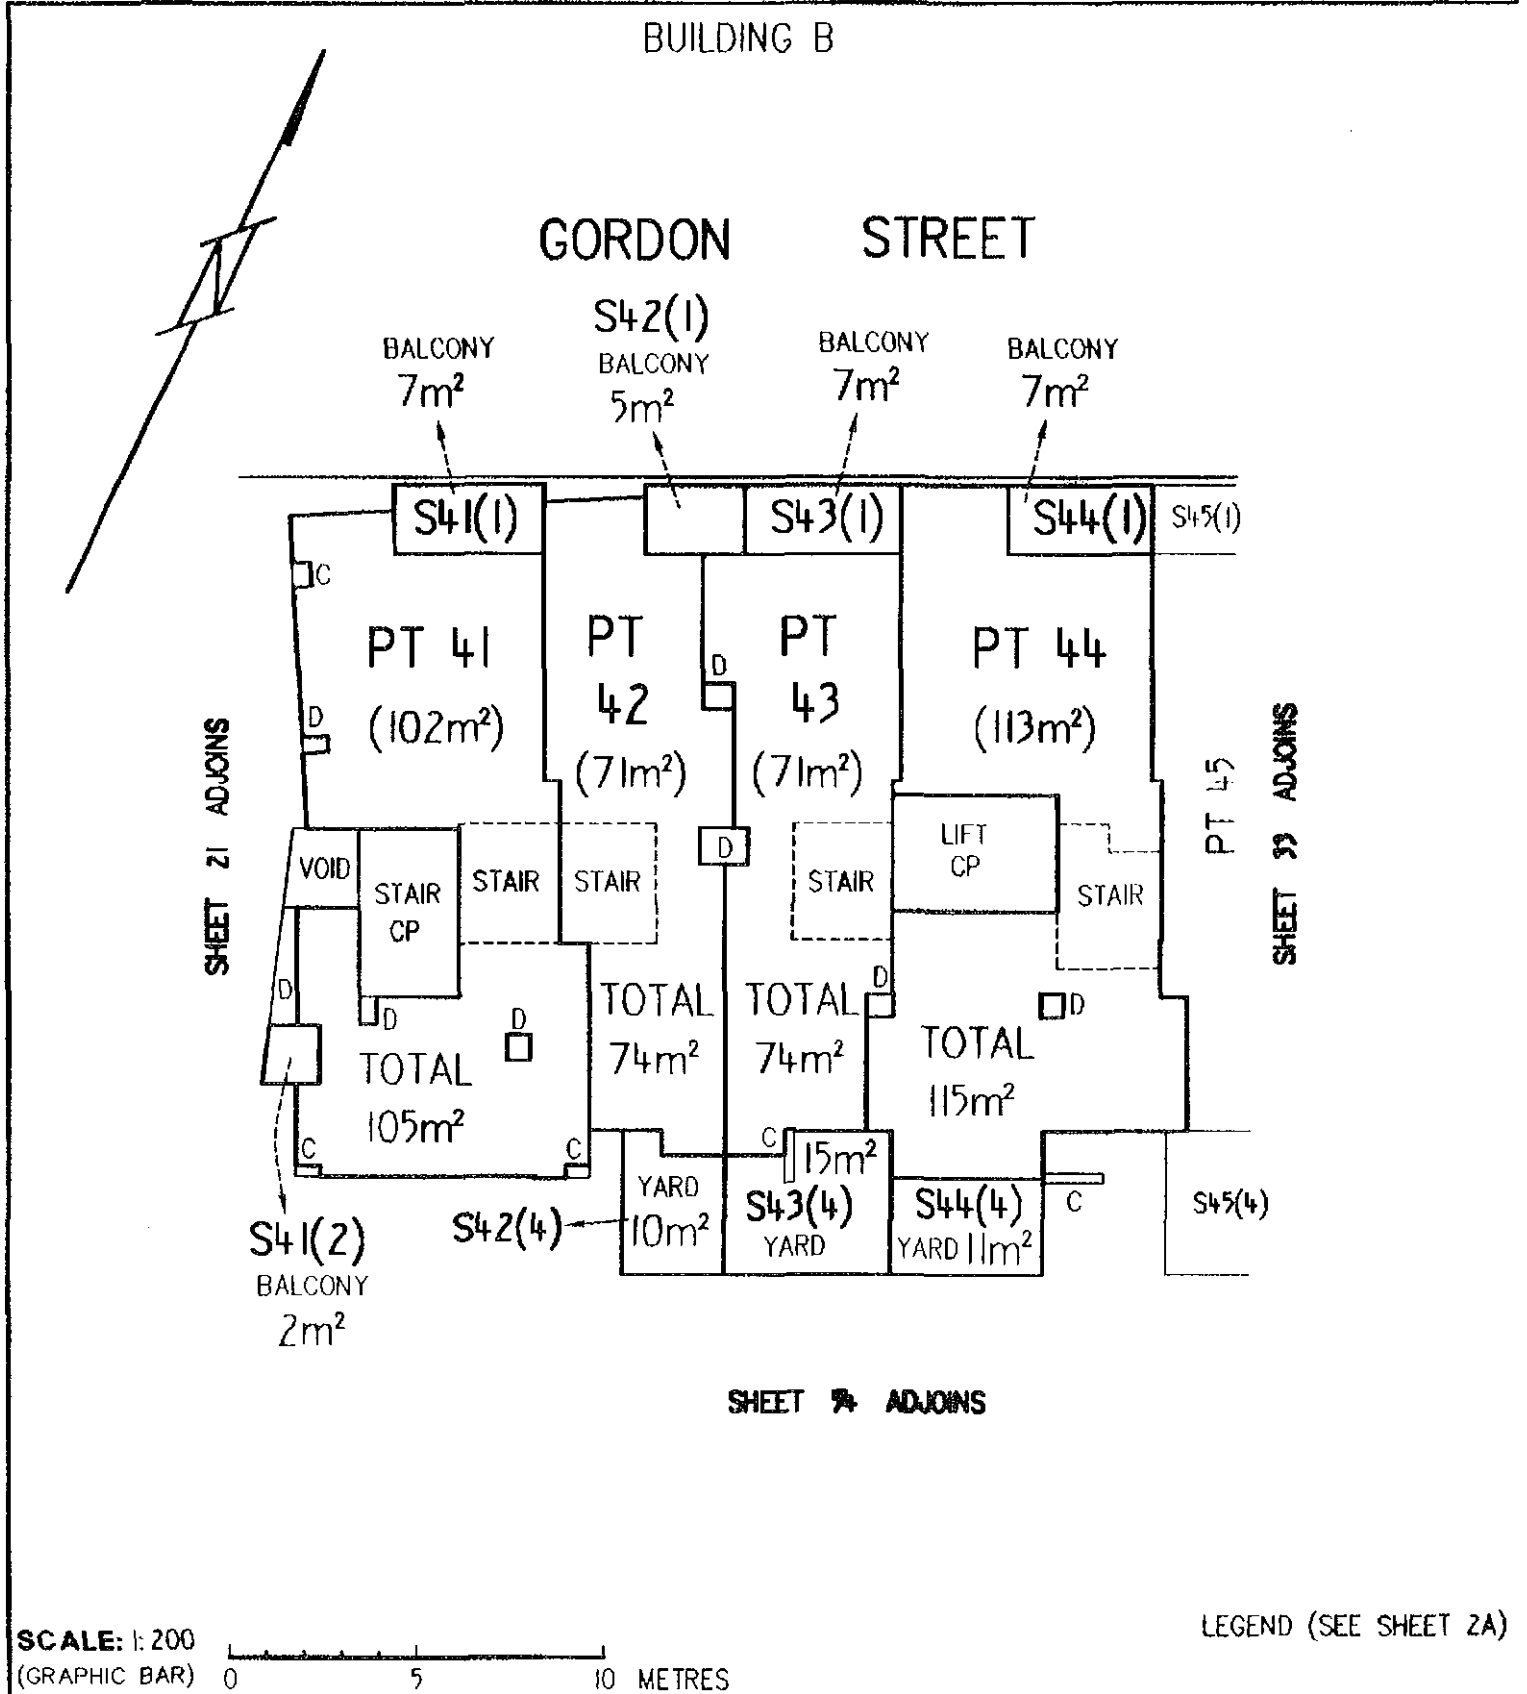 BUILDING B
GORDON STREET
S42(1)
BALCONY
7m²
BALCONY
5m²
BALCONY
7m²
BALCONY
7m²
S41(1)
S43(1)
S44(1)
S45(1)
C
PT 41
(102m²)
D
PT
42
(71m²)
D
PT
43
(71m²)
PT 44
(113m²)
SHEET 21 ADJOINS
PT 45
SHEET 33 ADJOINS
VOID
STAIR
CP
STAIR
STAIR
D
STAIR
LIFT
CP
STAIR
D
D
D
TOTAL
105m²
TOTAL
74m²
TOTAL
74m²
D
D
TOTAL
115m²
C
C
C
15m²
YARD
10m²
S42(4)
S43(4)
YARD
S44(4)
YARD 11m²
C
S45(4)
S41(2)
BALCONY
2m²
SHEET ADJOINS
SCALE: 1:200
(GRAPHIC BAR)
0 5 10 METRES
LEGEND (SEE SHEET 2A)